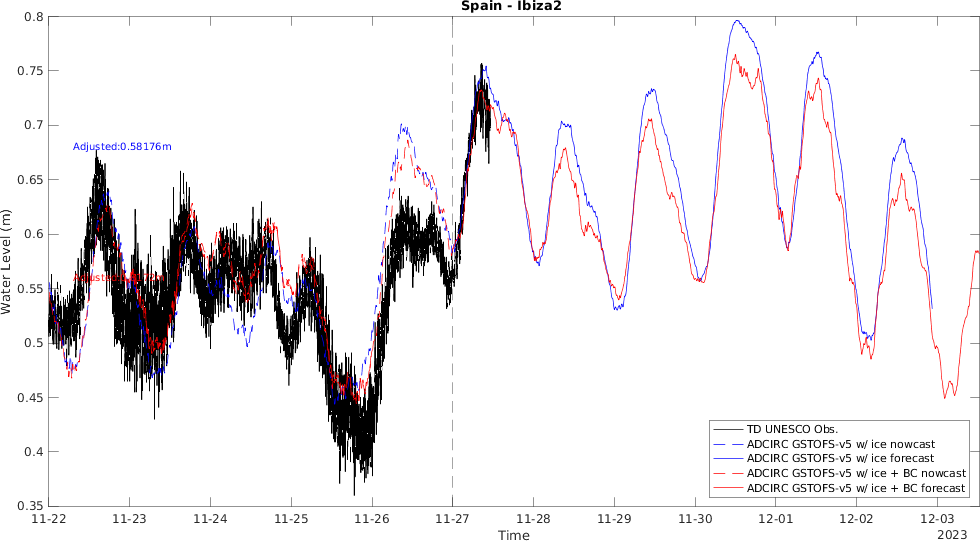 Spain - Ibiza2
0.8
0.75
0.7
0.65
0.6
0.55
0.5
0.45
0.4
0.35
Water Level (m)
Adjusted:0.58176m
TD UNESCO Obs.
ADCIRC GSTOFS-v5 w/ ice nowcast
ADCIRC GSTOFS-v5 w/ ice forecast
ADCIRC GSTOFS-v5 w/ ice + BC nowcast
ADCIRC GSTOFS-v5 w/ ice + BC forecast
11-22 11-23 11-24 11-25 11-26 11-27 11-28 11-29 11-30 12-01 12-02 12-03
Time
2023